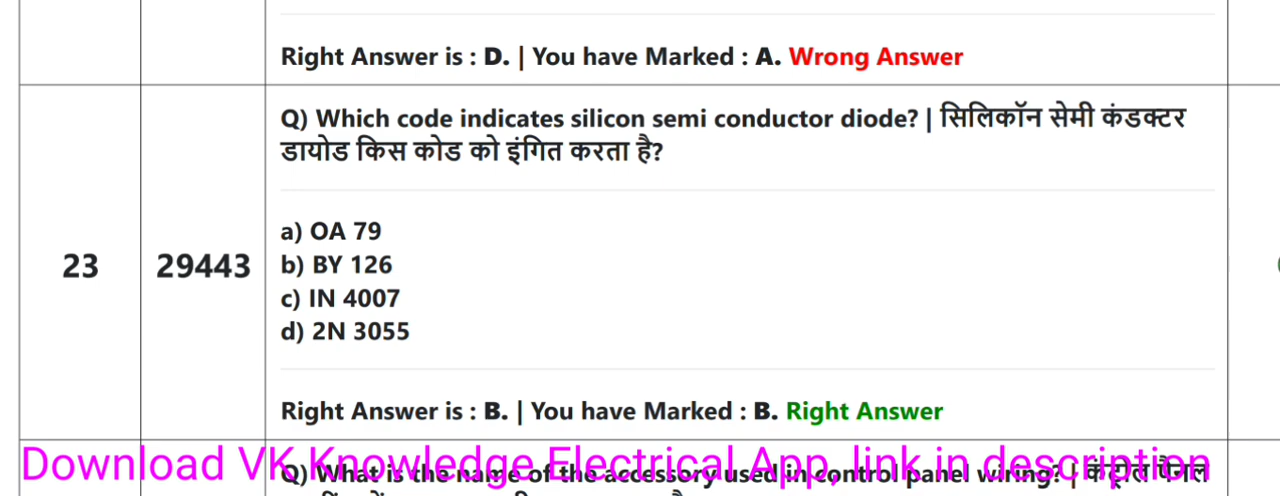 Right Answer is : D. | You have Marked : A. Wrong Answer
Q) Which code indicates silicon semi conductor diode? | सिलिकॉन सेमी कंडक्टर
डायोड किस कोड को इंगित करता है?
23
29443
a) OA 79
b) BY 126
c) IN 4007
d) 2N 3055
Right Answer is : B. | You have Marked : B. Right Answer
Download VK Knowledge Electrical App, link in description
Q) What is the name of the accessory used in control panel wiring? | कंट्रोल पैनल